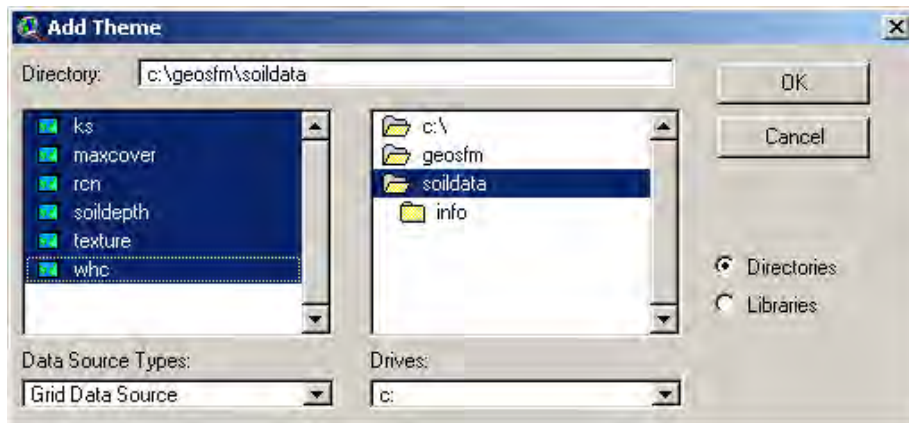 Add Theme
Directory: c:\geosfm\soildata
OK
Cancel
ks
maxcover
rcn
soildepth
texture
whc
c:\
geosfm
soildata
info
Directories
Libraries
Data Source Types:
Grid Data Source
Drives:
c: